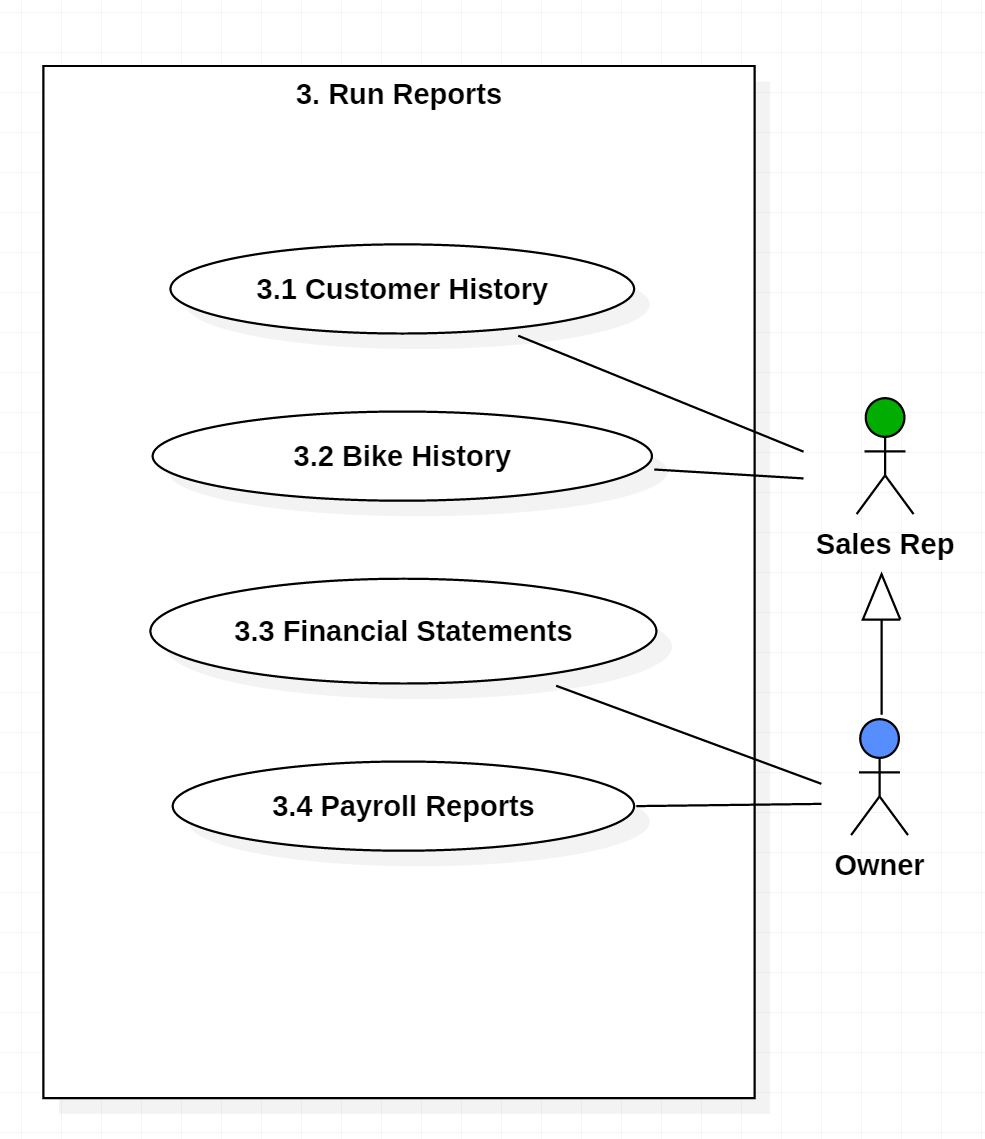 3. Run Reports
3.1 Customer History
3.2 Bike History
Sales Rep
3.3 Financial Statements
3.4 Payroll Reports
Owner